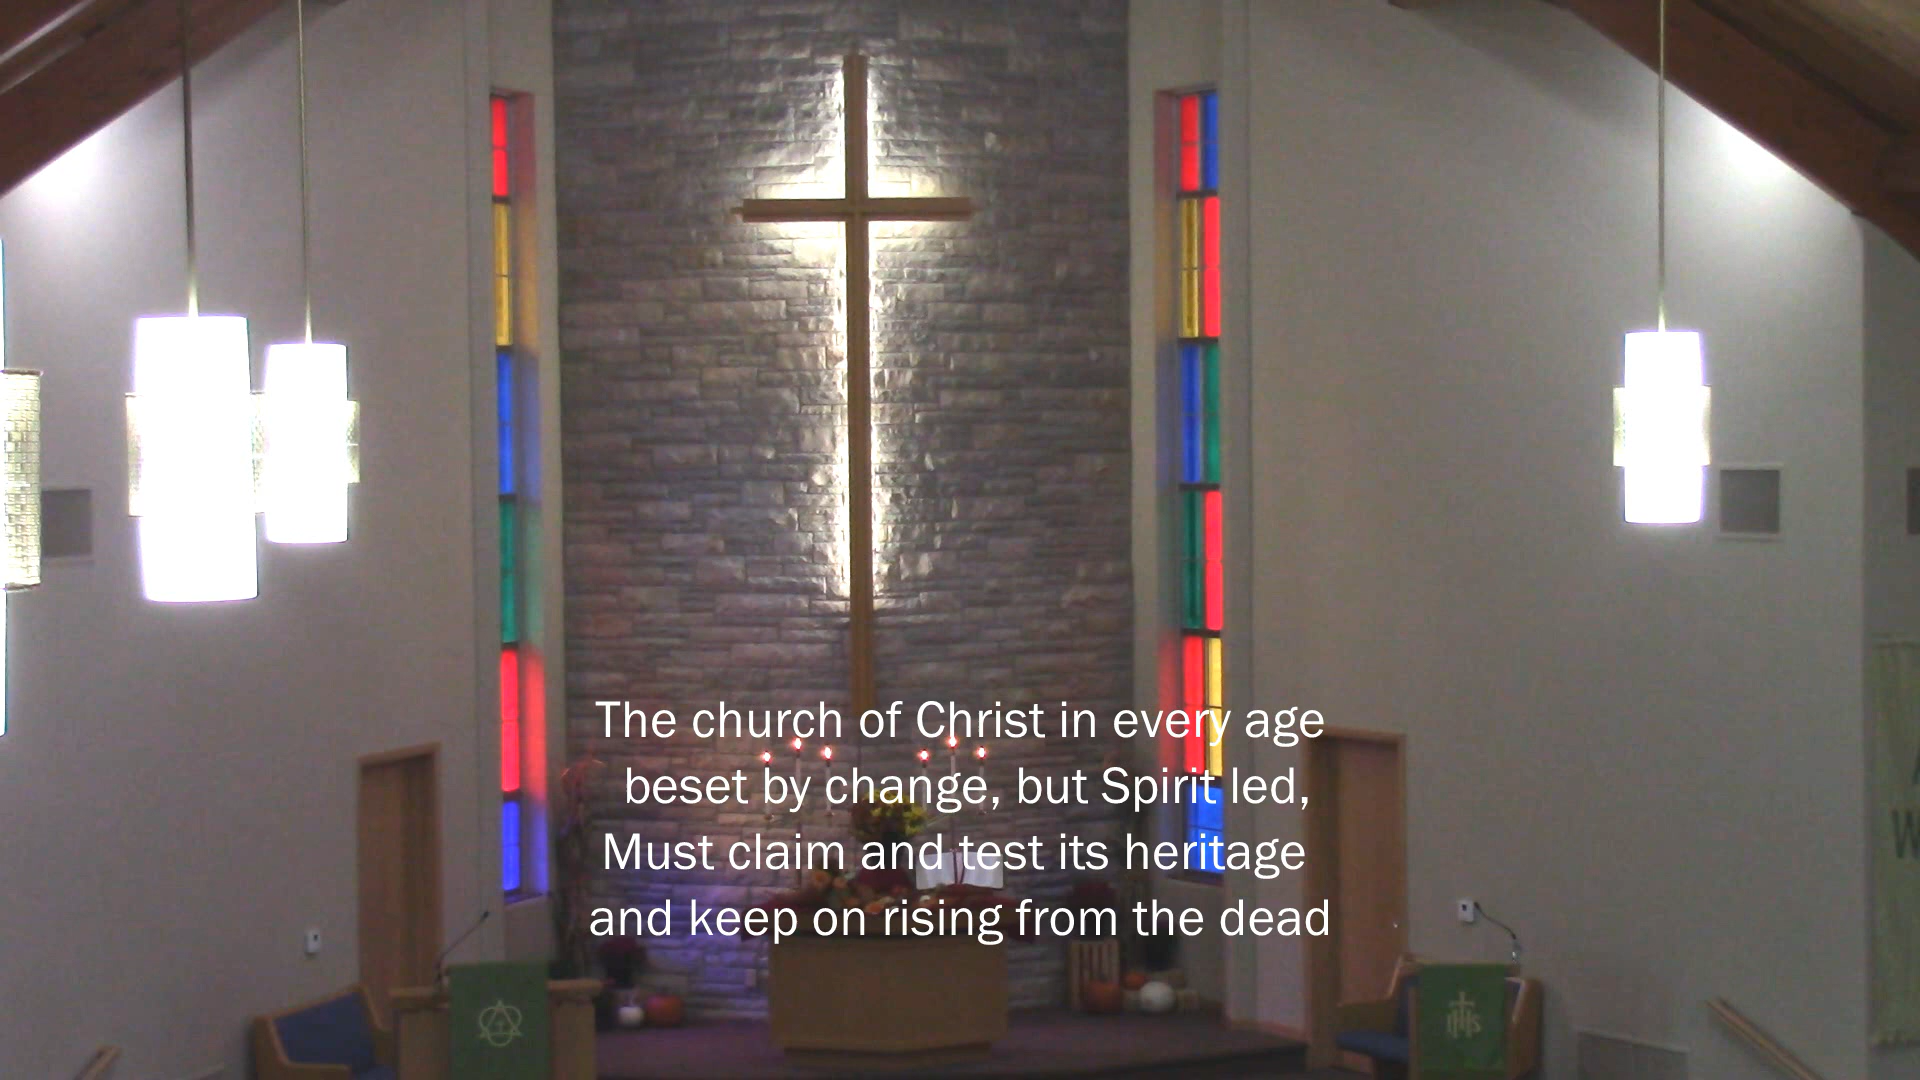 The church of Christ in every age
beset by change, but Spirit led,
Must claim and test its heritage
and keep on rising from the dead
IHS